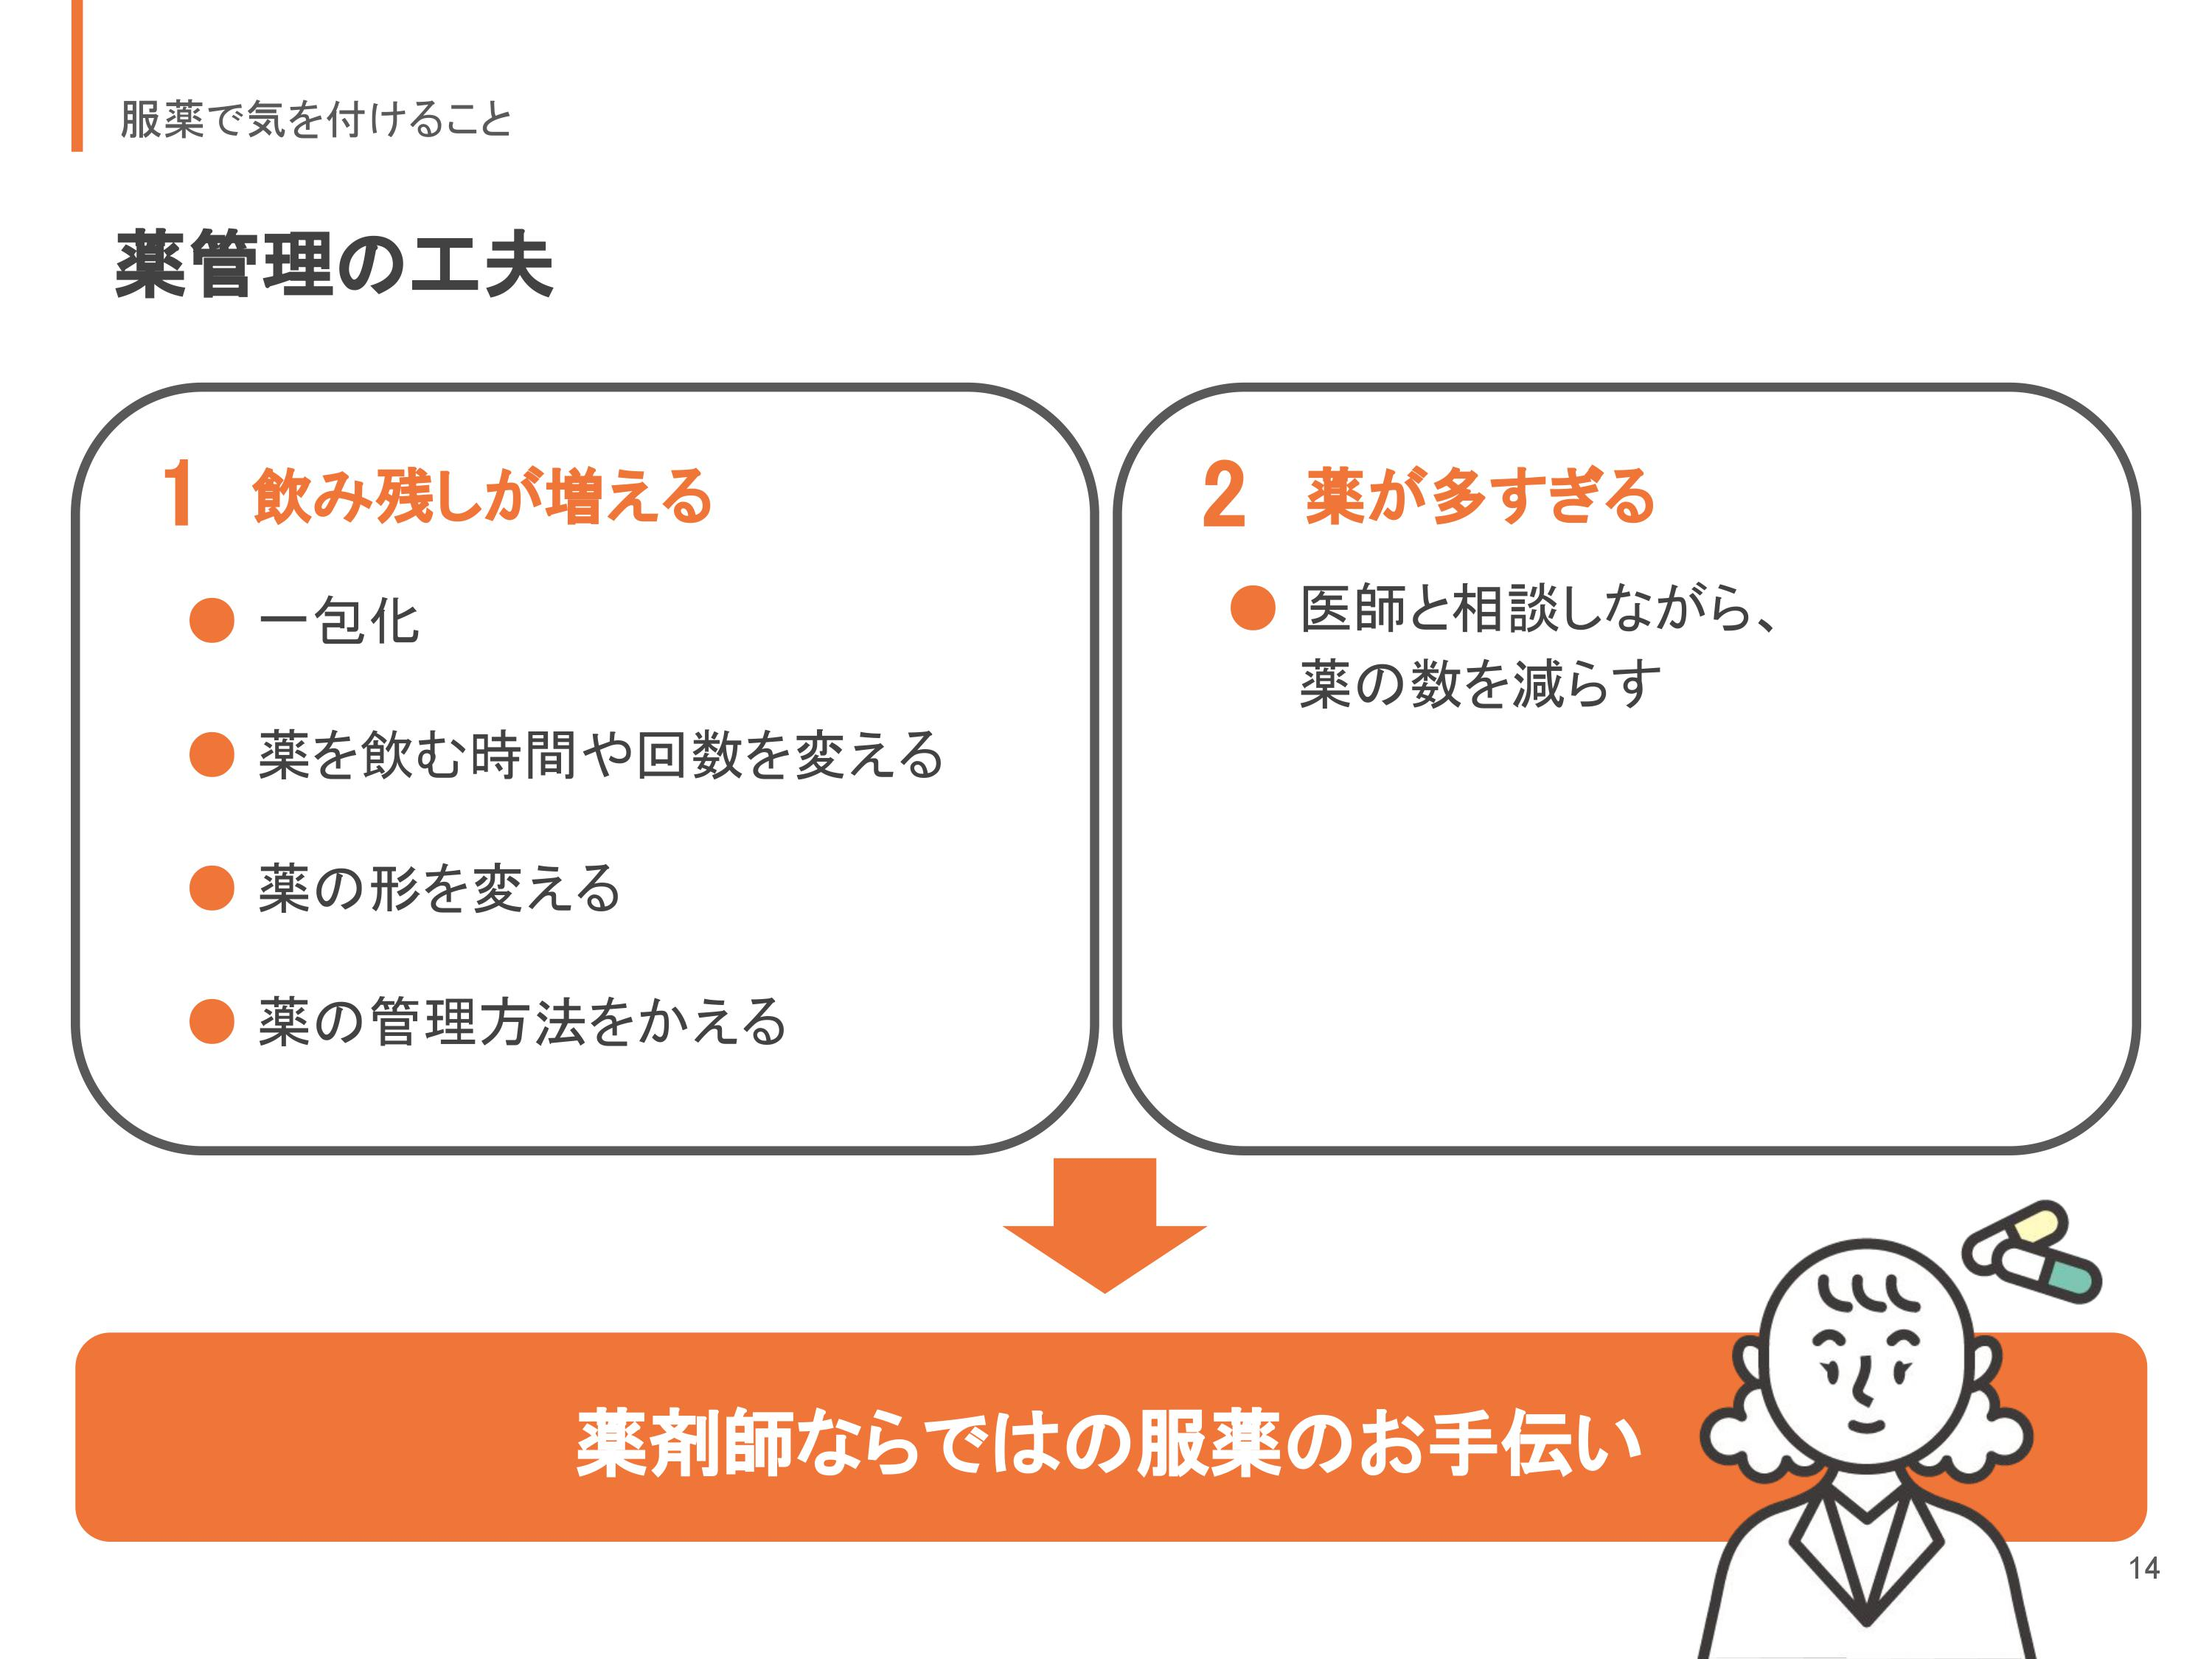 服薬で気を付けること
薬管理の工夫
1 飲み残しが増える
● 一包化
● 薬を飲む時間や回数を変える
● 薬の形を変える
● 薬の管理方法をかえる
2 薬が多すぎる
● 医師と相談しながら、
薬の数を減らす
薬剤師ならではの服薬のお手伝い
14